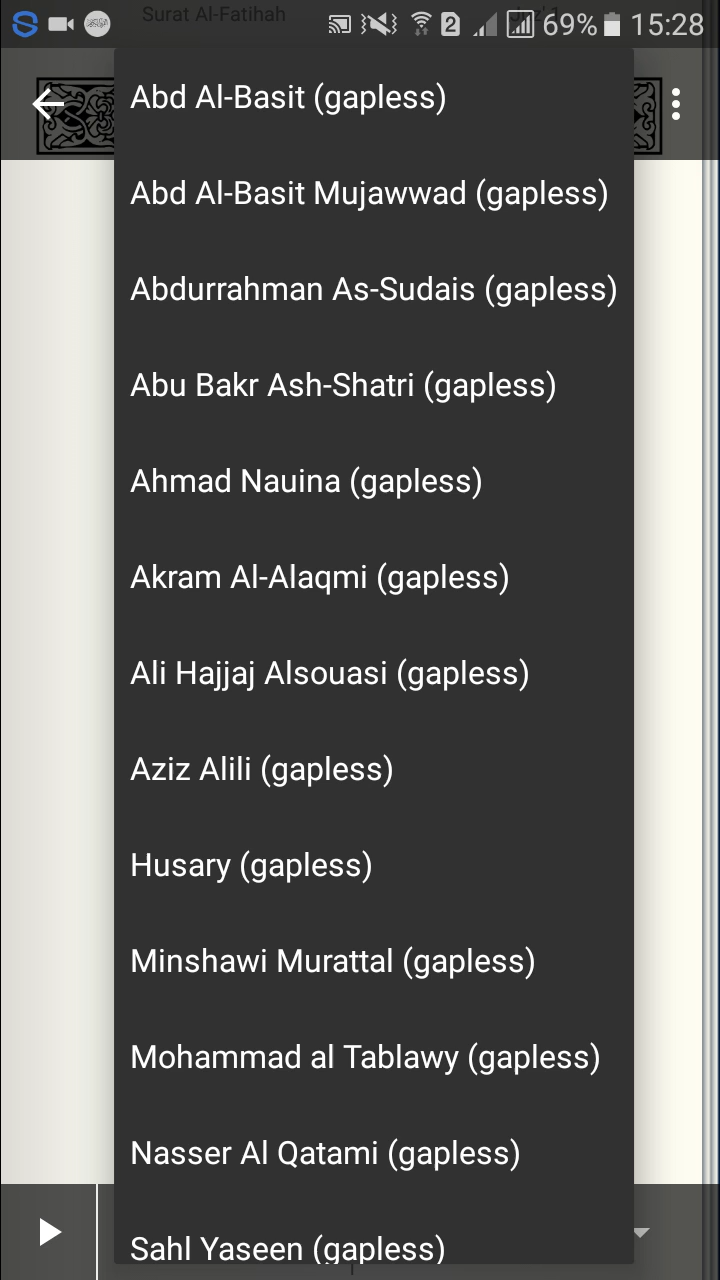 Surat Al-Fatihah
2 69% 15:28
Abd Al-Basit (gapless)
Abd Al-Basit Mujawwad (gapless)
Abdurrahman As-Sudais (gapless)
Abu Bakr Ash-Shatri (gapless)
Ahmad Nauina (gapless)
Akram Al-Alaqmi (gapless)
Ali Hajjaj Alsouasi (gapless)
Aziz Alili (gapless)
Husary (gapless)
Minshawi Murattal (gapless)
Mohammad al Tablawy (gapless)
Nasser Al Qatami (gapless)
Sahl Yaseen (gapless)